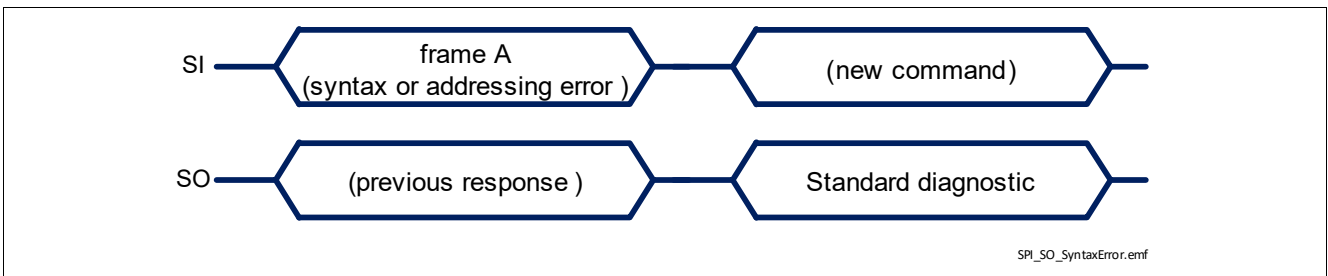 SI
frame A
(syntax or addressing error )
(new command)
SO
(previous response )
Standard diagnostic
SPI_SO_SyntaxError.emf